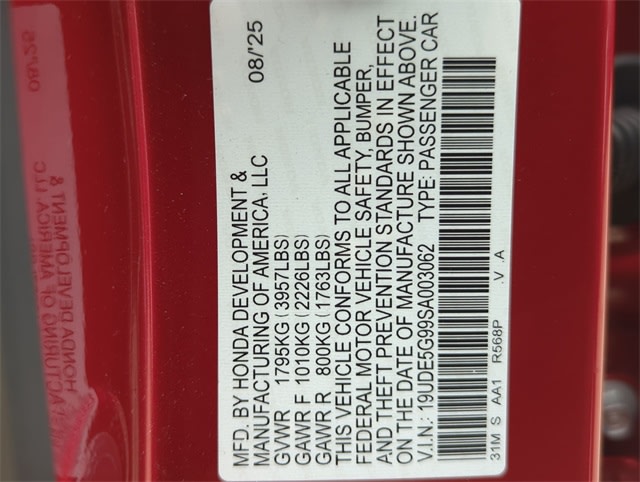 MFD. BY HONDA DEVELOPMENT &
MANUFACTURING OF AMERICA, LLC 08/'25
GVWR 1795KG (3957LBS)
GAWR F 1010KG (2226LBS)
GAWR R 800KG (1763LBS)
THIS VEHICLE CONFORMS TO ALL APPLICABLE
FEDERAL MOTOR VEHICLE SAFETY, BUMPER,
AND THEFT PREVENTION STANDARDS IN EFFECT
ON THE DATE OF MANUFACTURE SHOWN ABOVE.
V.I.N.: 19UDE5G99SA003062 TYPE: PASSENGER CAR
31M S AA1 R568P .V .A